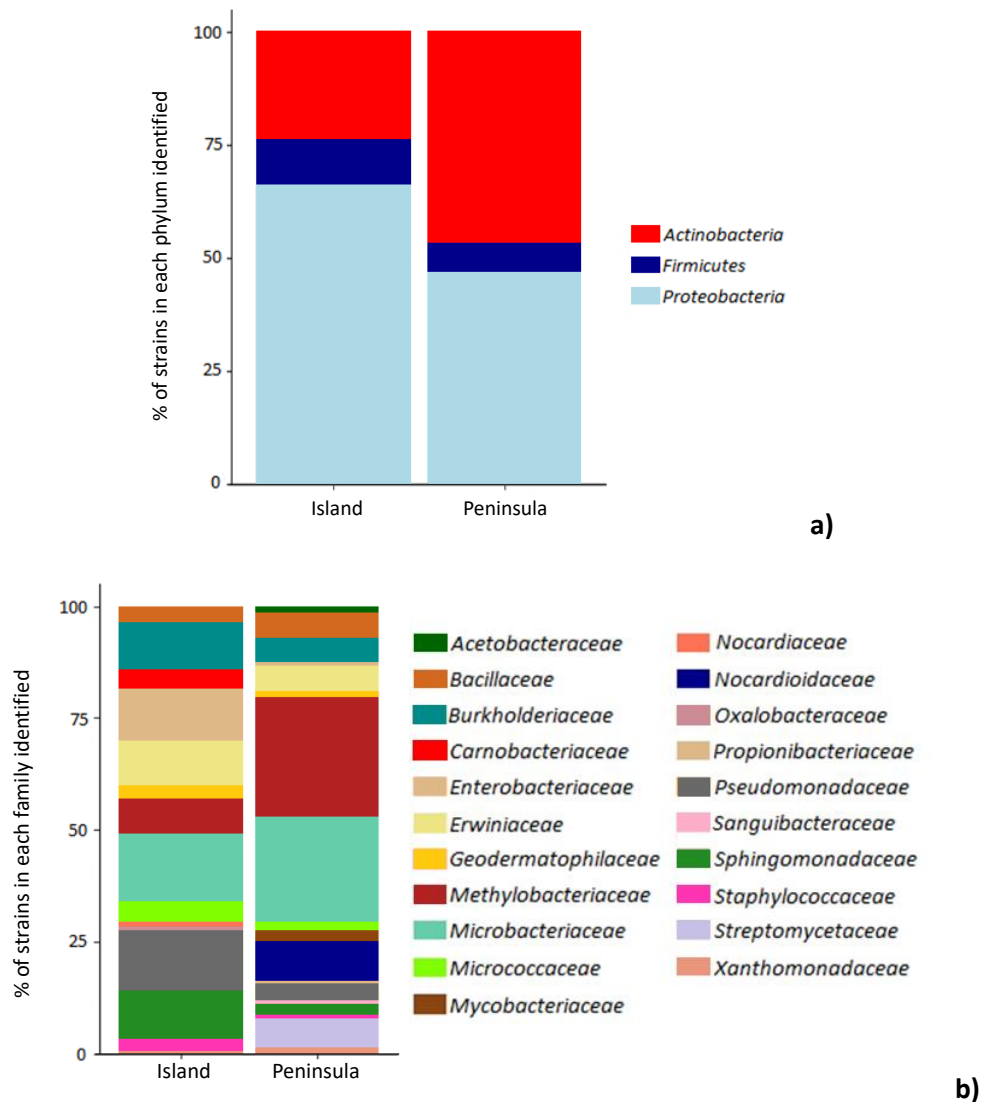 % of strains in each phylum identified
100
75
50
25
0
Island
Peninsula
Actinobacteria
Firmicutes
Proteobacteria
a)
% of strains in each family identified
100
75
50
25
0
Island
Peninsula
Acetobacteraceae
Bacillaceae
Burkholderiaceae
Carnobacteriaceae
Enterobacteriaceae
Erwiniaceae
Geodermatophilaceae
Methylobacteriaceae
Microbacteriaceae
Micrococcaceae
Mycobacteriaceae
Nocardiaceae
Nocardioidaceae
Oxalobacteraceae
Propionibacteriaceae
Pseudomonadaceae
Sanguibacteraceae
Sphingomonadaceae
Staphylococcaceae
Streptomycetaceae
Xanthomonadaceae
b)